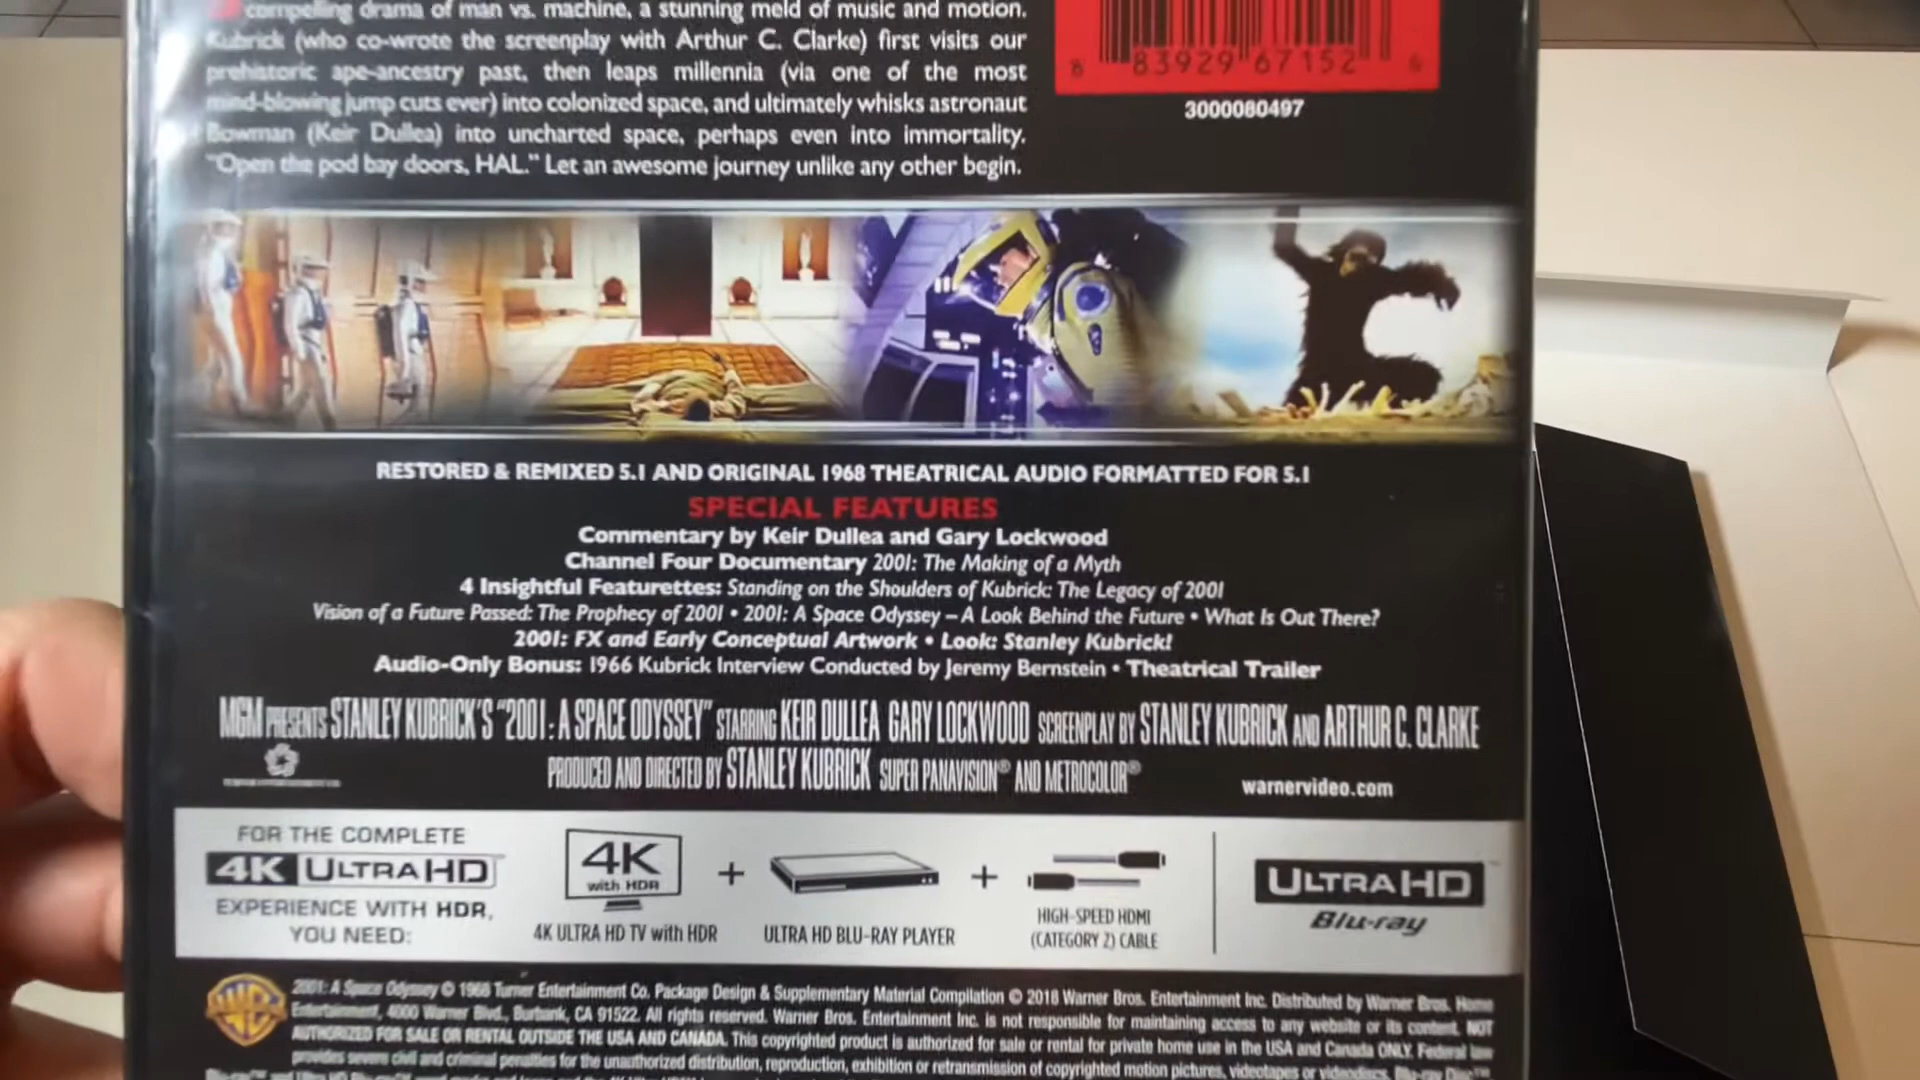 compelling drama of man vs. machine, a stunning meld of music and motion.
Kubrick (who co-wrote the screenplay with Arthur C. Clarke) first visits our
prehistoric ape-ancestry past, then leaps millennia (via one of the most
mind-blowing jump cuts ever) into colonized space, and ultimately whisks astronaut
Bowman (Keir Dullea) into uncharted space, perhaps even into immortality.
"Open the pod bay doors, HAL." Let an awesome journey unlike any other begin.
83929 67152
3000080497
RESTORED & REMIXED 5.1 AND ORIGINAL 1968 THEATRICAL AUDIO FORMATTED FOR 5.1
SPECIAL FEATURES
Commentary by Keir Dullea and Gary Lockwood
Channel Four Documentary 2001: The Making of a Myth
4 Insightful Featurettes: Standing on the Shoulders of Kubrick: The Legacy of 2001
Vision of a Future Passed: The Prophecy of 2001 • 2001: A Space Odyssey – A Look Behind the Future • What Is Out There?
2001: FX and Early Conceptual Artwork • Look: Stanley Kubrick!
Audio-Only Bonus: 1966 Kubrick Interview Conducted by Jeremy Bernstein • Theatrical Trailer
MGM PRESENTS STANLEY KUBRICK'S "2001: A SPACE ODYSSEY" STARRING KEIR DULLEA GARY LOCKWOOD SCREENPLAY BY STANLEY KUBRICK AND ARTHUR C. CLARKE
PRODUCED AND DIRECTED BY STANLEY KUBRICK SUPER PANAVISION® AND METROCOLOR®
warnervideo.com
FOR THE COMPLETE
4K ULTRA HD
EXPERIENCE WITH HDR,
YOU NEED:
4K
with HDR
4K ULTRA HD TV with HDR
+
ULTRA HD BLU-RAY PLAYER
+
HIGH-SPEED HDMI
(CATEGORY 2) CABLE
ULTRA HD
Blu-ray
WB
2001: A Space Odyssey © 1968 Turner Entertainment Co. Package Design & Supplementary Material Compilation © 2018 Warner Bros. Entertainment Inc. Distributed by Warner Bros. Home
Entertainment, 4000 Warner Blvd., Burbank, CA 91522. All rights reserved. Warner Bros. Entertainment Inc. is not responsible for maintaining access to any website or its content. NOT
AUTHORIZED FOR SALE OR RENTAL OUTSIDE THE USA AND CANADA. This copyrighted product is authorized for sale or rental for private home use in the USA and Canada ONLY. Federal law
provides severe civil and criminal penalties for the unauthorized distribution, reproduction, exhibition or retransmission of copyrighted motion pictures, videotapes or videodiscs. Blu-ray Disc™